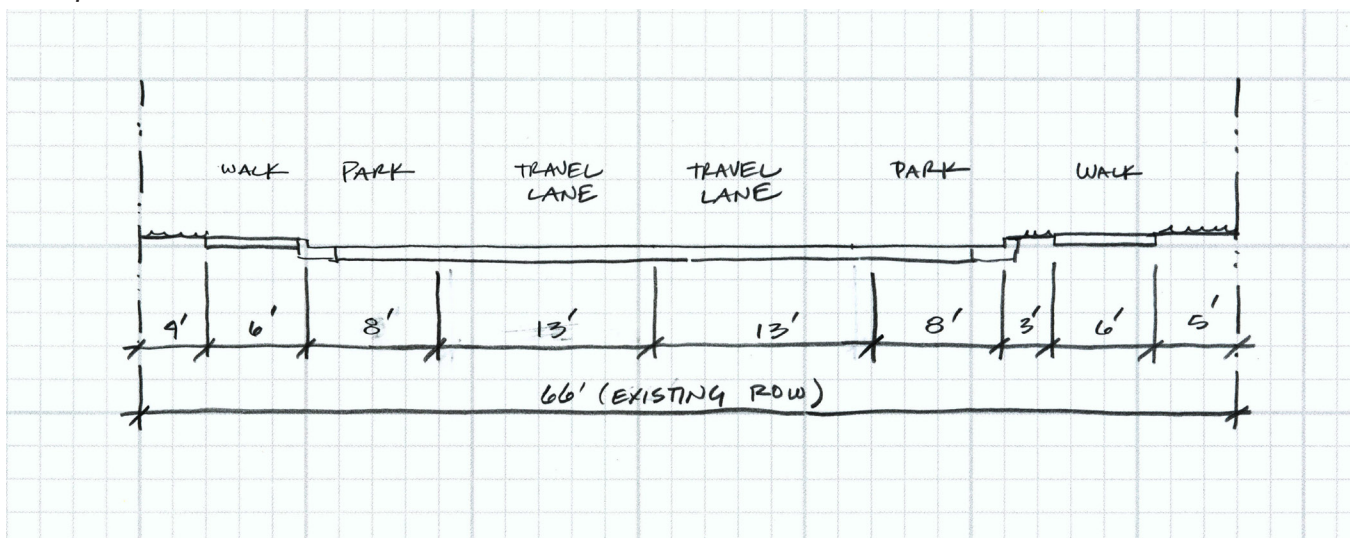 WALK
PARK
TRAVEL
LANE
TRAVEL
LANE
PARK
WALK
4'
6'
8'
13'
13'
8'
3'
6'
5'
66' (EXISTING ROW)